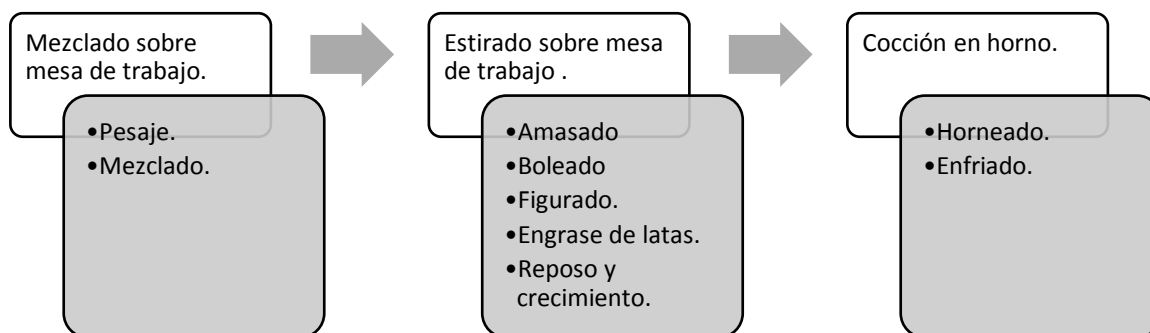 Mezclado sobre
mesa de trabajo.
•Pesaje.
•Mezclado.
Estirado sobre mesa
de trabajo .
•Amasado
•Boleado
•Figurado.
•Engrase de latas.
•Reposo y
crecimiento.
Cocción en horno.
•Horneado.
•Enfriado.